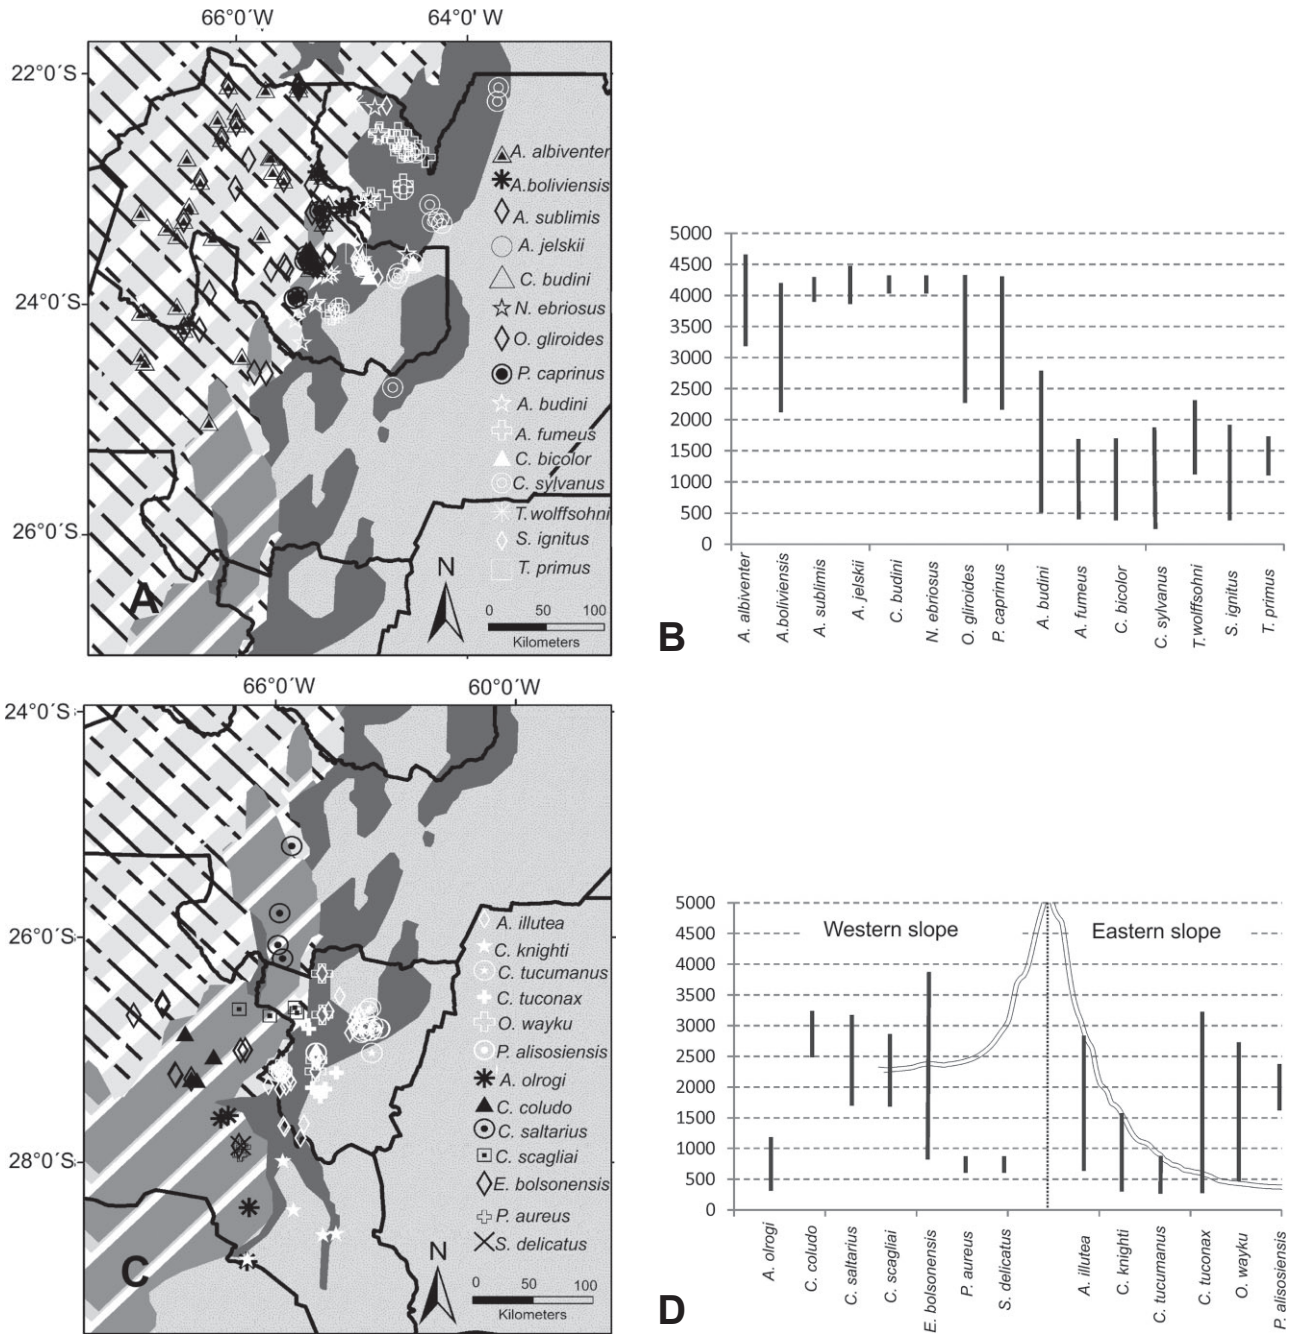 66°0'W 64°0'W
22°0'S
24°0'S
26°0'S
A. albiventer
A.boliviensis
A. sublimis
A. jelskii
C. budini
N. ebriosus
O. gliroides
P. caprinus
A. budini
A. fumeus
C. bicolor
C. sylvanus
T.wolffsohni
S. ignitus
T. primus
N
0 50 100
Kilometers
A
5000
4500
4000
3500
3000
2500
2000
1500
1000
500
0
A. albiventer
A.boliviensis
A. sublimis
A. jelskii
C. budini
N. ebriosus
O. gliroides
P. caprinus
A. budini
A. fumeus
C. bicolor
C. sylvanus
T.wolffsohni
S. ignitus
T. primus
B
66°0'W 60°0'W
24°0'S
26°0'S
28°0'S
A. illutea
C. knighti
C. tucumanus
C. tuconax
O. wayku
P. alisosiensis
A. olrogi
C. coludo
C. saltarius
C. scagliai
E. bolsonensis
P. aureus
S. delicatus
N
0 50 100
Kilometers
C
5000
4500
4000
3500
3000
2500
2000
1500
1000
500
0
Western slope Eastern slope
A. olrogi
C. coludo
C. saltarius
C. scagliai
E. bolsonensis
P. aureus
S. delicatus
A. illutea
C. knighti
C. tucumanus
C. tuconax
O. wayku
P. alisosiensis
D